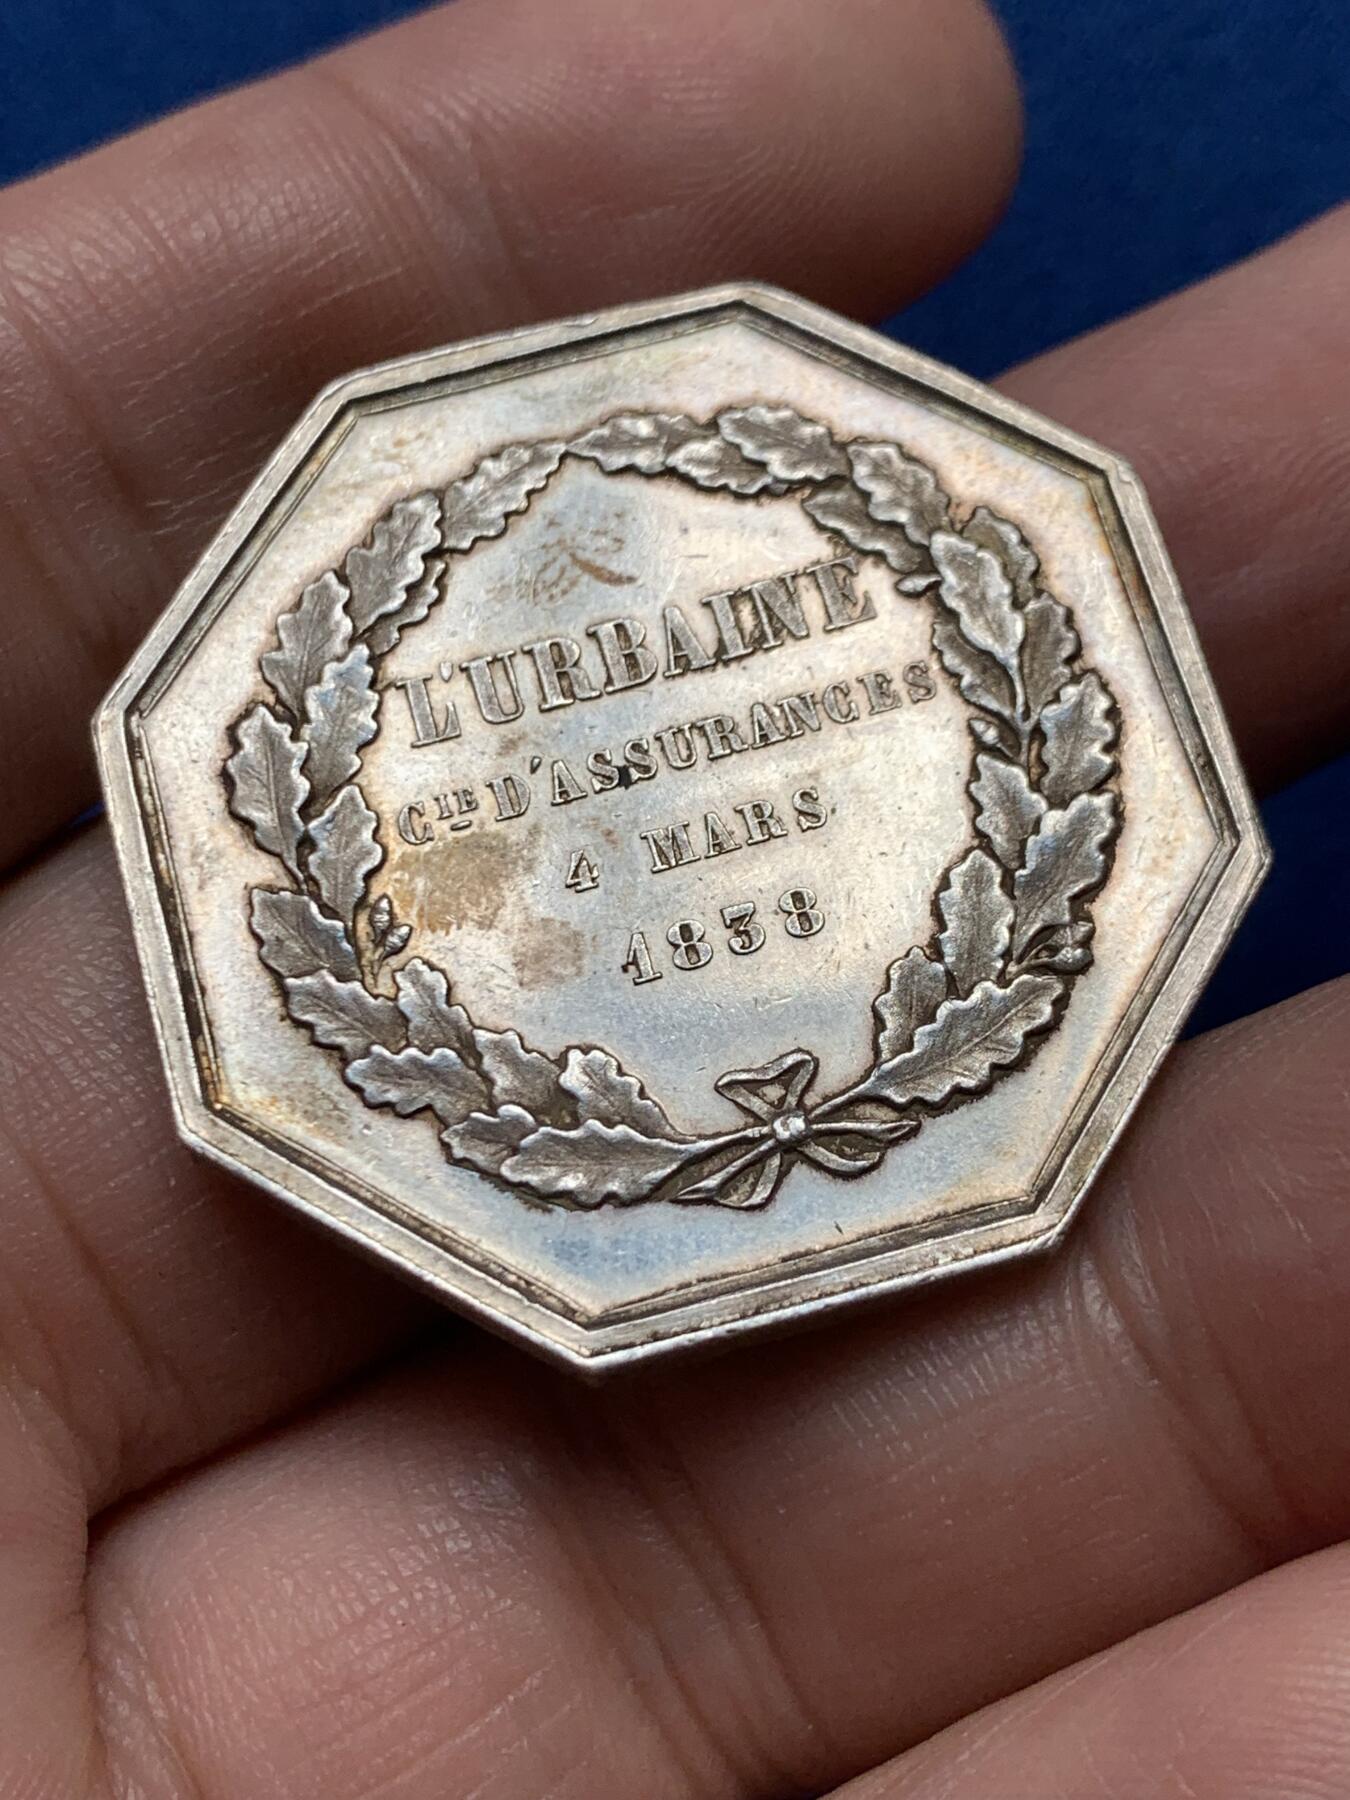 L'URBAINE
CIE D'ASSURANCES
4 MARS
1838